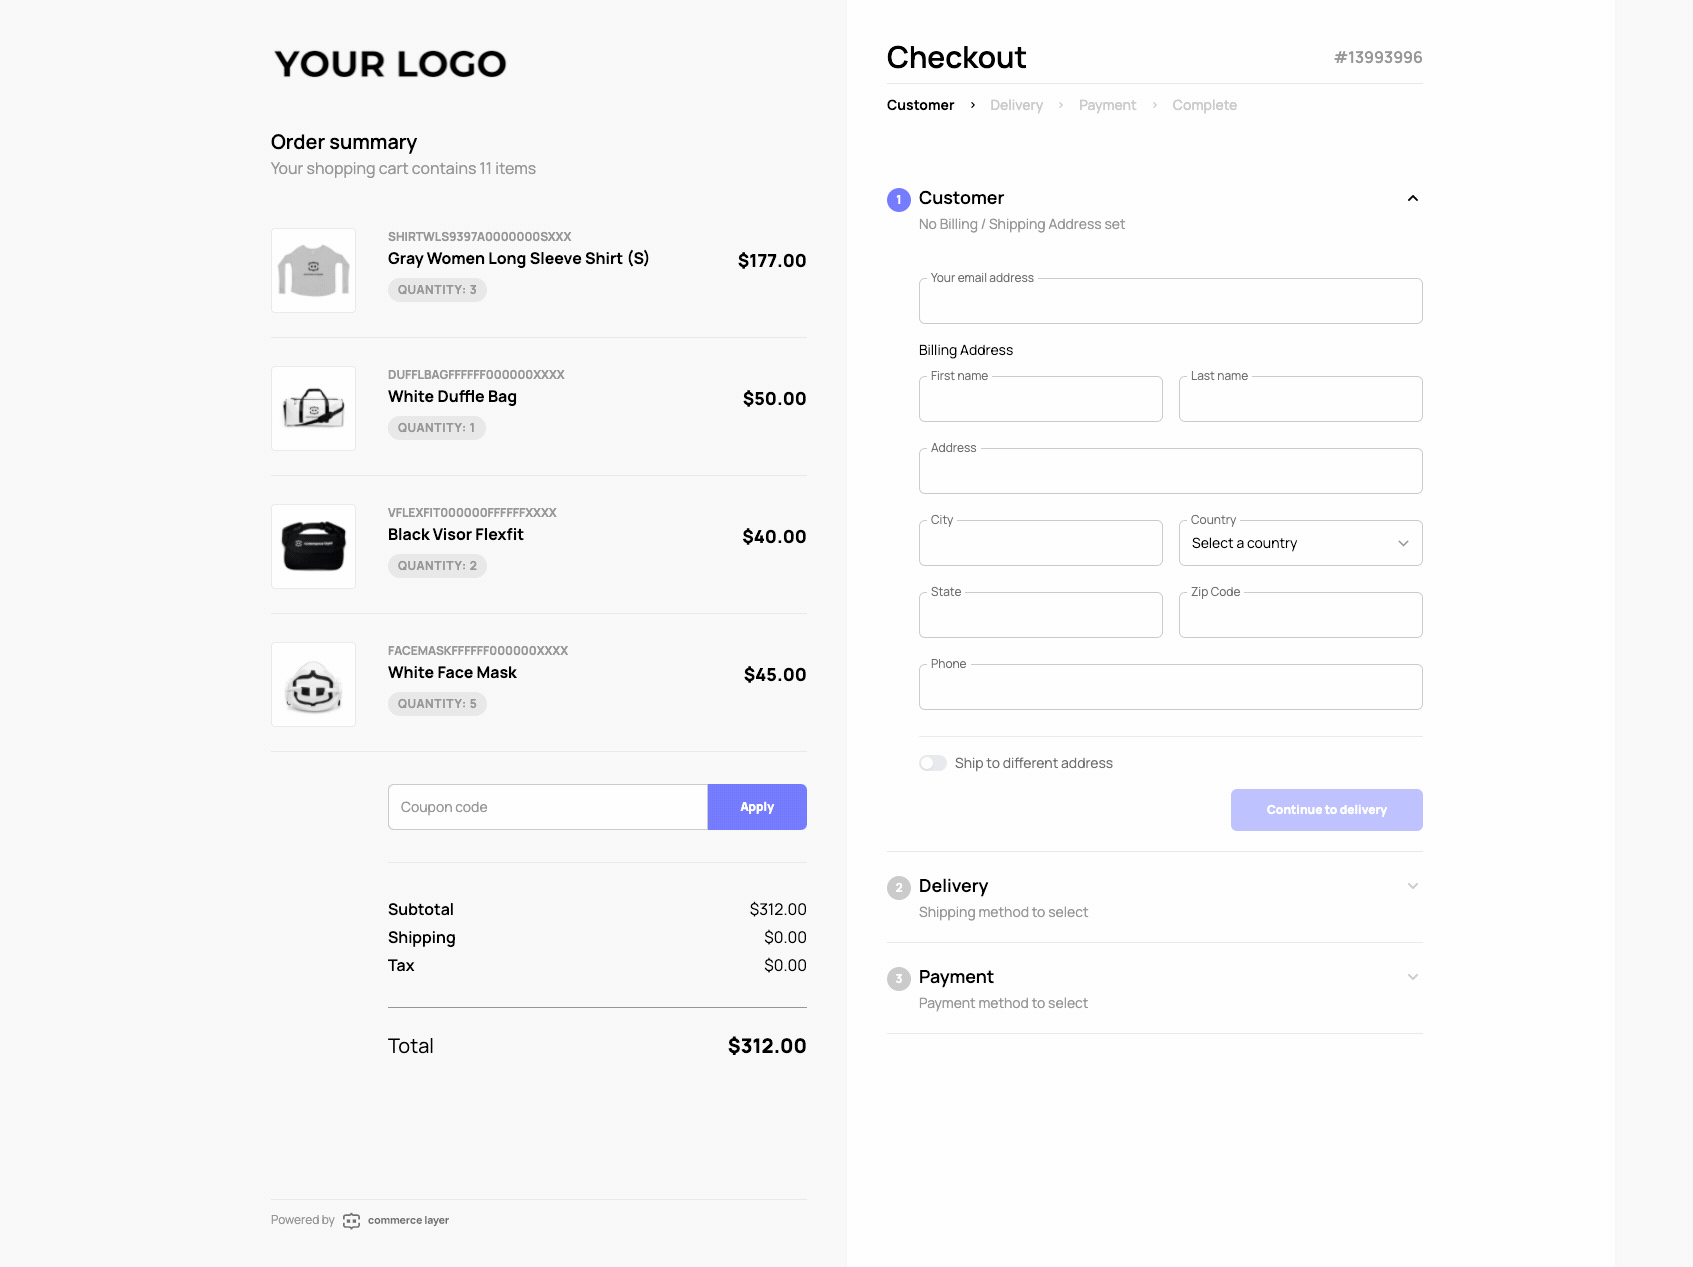 YOUR LOGO
Order summary
Your shopping cart contains 11 items
SHIRTWLS9397A0000000SXXX
Gray Women Long Sleeve Shirt (S)
$177.00
QUANTITY: 3
DUFFLBAGFFFFFF000000XXXX
White Duffle Bag
$50.00
QUANTITY: 1
VFLEXFIT000000FFFFFFXXXX
Black Visor Flexfit
$40.00
QUANTITY: 2
FACEMASKFFFFFF000000XXXX
White Face Mask
$45.00
QUANTITY: 5
Coupon code
Apply
Subtotal $312.00
Shipping $0.00
Tax $0.00
Total $312.00
Powered by commerce layer
Checkout #13993996
Customer > Delivery > Payment > Complete
1 Customer
No Billing / Shipping Address set
Your email address
Billing Address
First name Last name
Address
City Country
Select a country
State Zip Code
Phone
Ship to different address
Continue to delivery
2 Delivery
Shipping method to select
3 Payment
Payment method to select